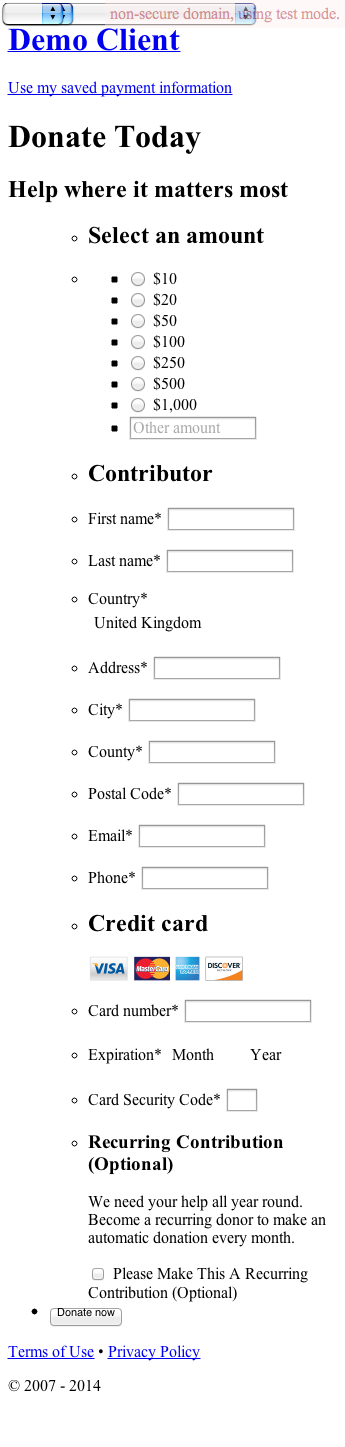 non-secure domain, using test mode.
Demo Client
Use my saved payment information
Donate Today
Help where it matters most
Select an amount
$10
$20
$50
$100
$250
$500
$1,000
Other amount
Contributor
First name*
Last name*
Country*
United Kingdom
Address*
City*
County*
Postal Code*
Email*
Phone*
Credit card
VISA MasterCard AMERICAN EXPRESS DISCOVER
Card number*
Expiration* Month Year
Card Security Code*
Recurring Contribution
(Optional)
We need your help all year round.
Become a recurring donor to make an
automatic donation every month.
Please Make This A Recurring
Contribution (Optional)
Donate now
Terms of Use • Privacy Policy
© 2007 - 2014